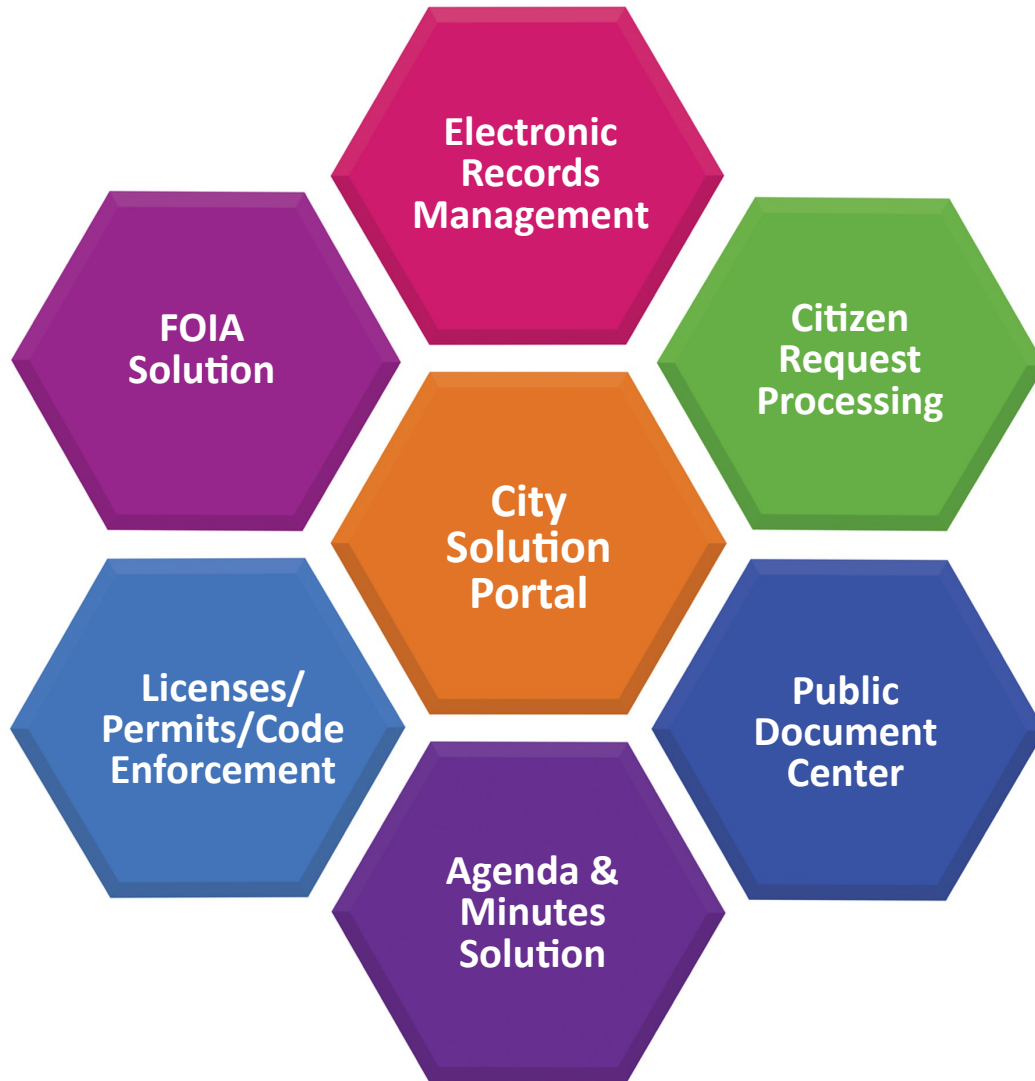 Electronic
Records
Management
FOIA
Solution
Citizen
Request
Processing
City
Solution
Portal
Licenses/
Permits/Code
Enforcement
Public
Document
Center
Agenda &
Minutes
Solution